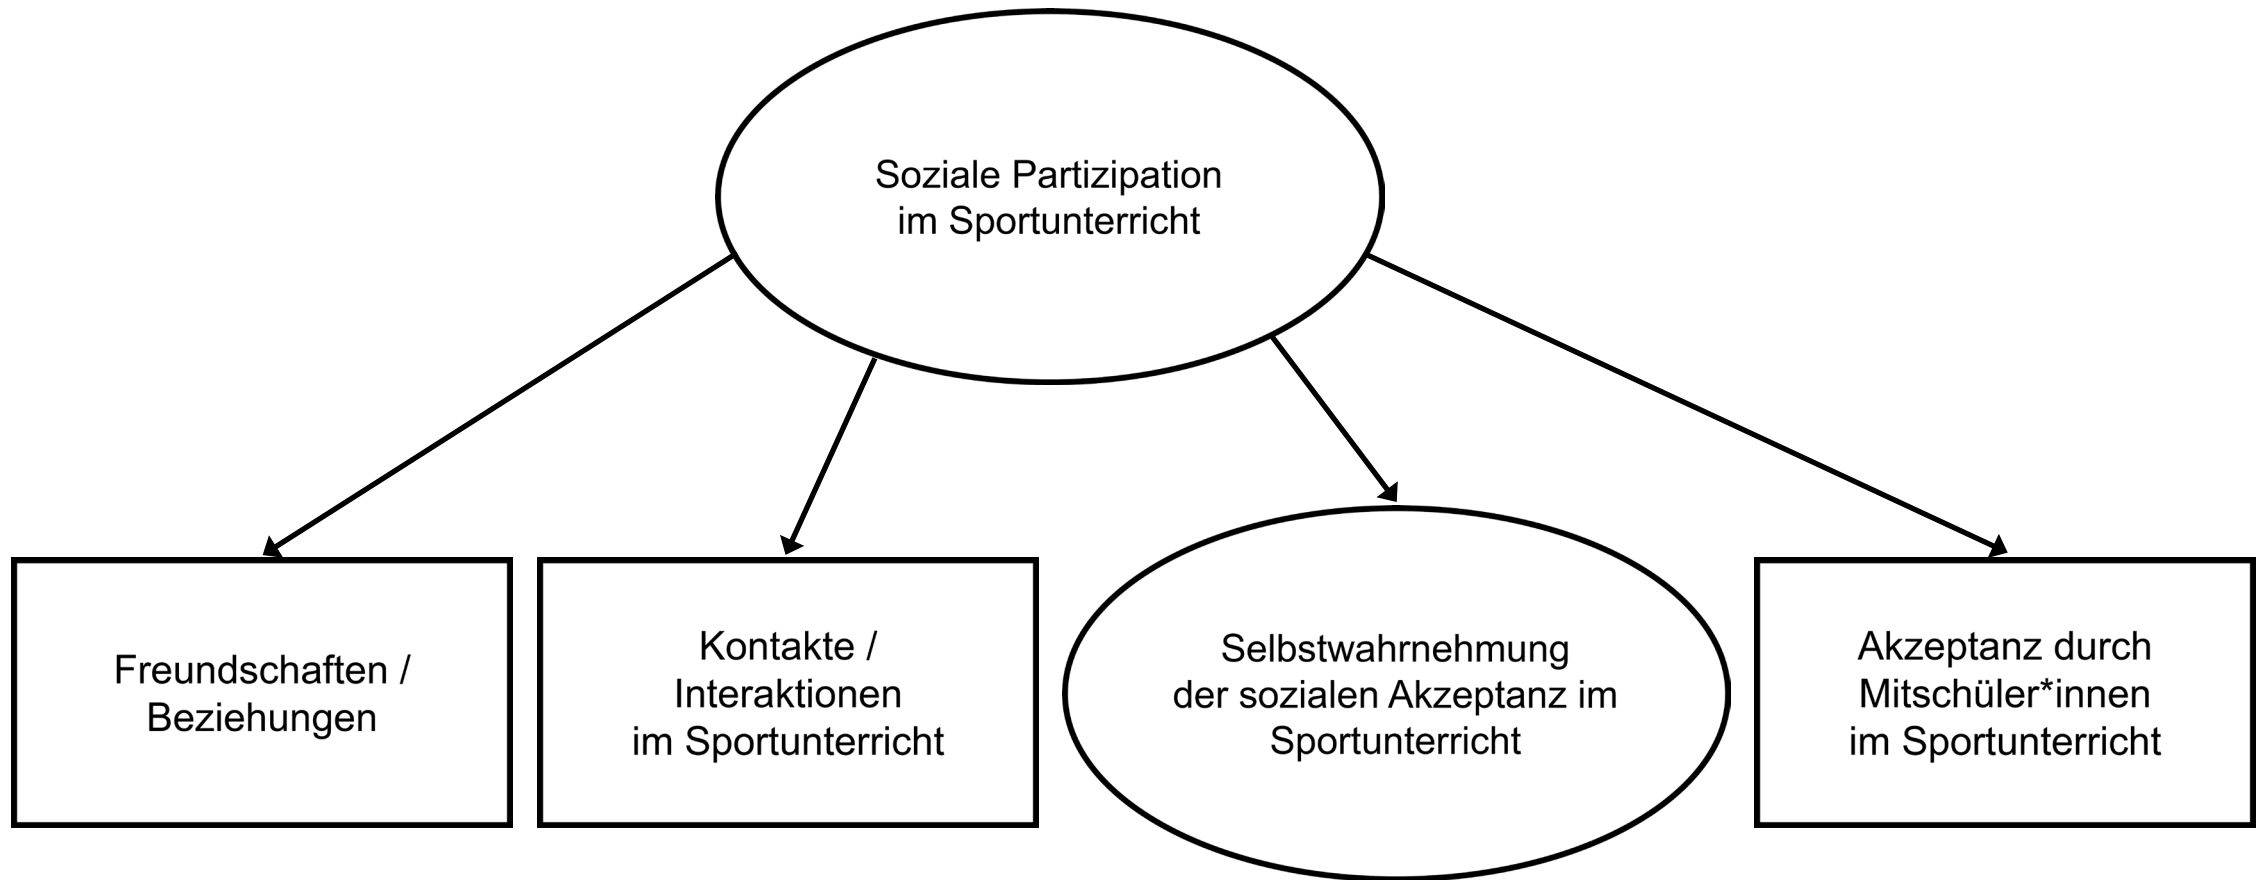 Soziale Partizipation
im Sportunterricht
Freundschaften /
Beziehungen
Kontakte /
Interaktionen
im Sportunterricht
Selbstwahrnehmung
der sozialen Akzeptanz im
Sportunterricht
Akzeptanz durch
Mitschüler*innen
im Sportunterricht